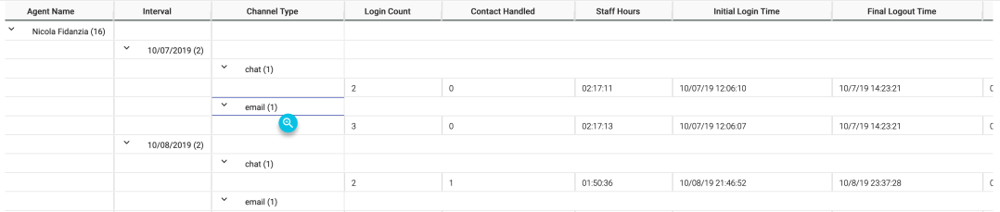 Agent Name Interval Channel Type Login Count Contact Handled Staff Hours Initial Login Time Final Logout Time
Nicola Fidanzia (16)
10/07/2019 (2)
chat (1)
2 0 02:17:11 10/07/19 12:06:10 10/7/19 14:23:21
email (1)
3 0 02:17:13 10/07/19 12:06:07 10/7/19 14:23:21
10/08/2019 (2)
chat (1)
2 1 01:50:36 10/08/19 21:46:52 10/8/19 23:37:28
email (1)